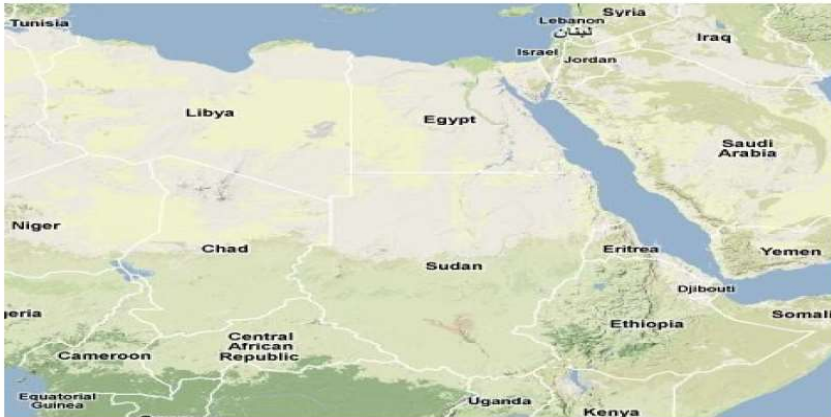 Tunisia
Lebanon
لبنان
Syria
Iraq
Israel
Jordan
Libya
Egypt
Saudi
Arabia
Niger
Chad
Sudan
Eritrea
Yemen
Djibouti
geria
Ethiopia
Somali
Central
African
Republic
Cameroon
Equatorial
Guinea
Uganda
Kenya